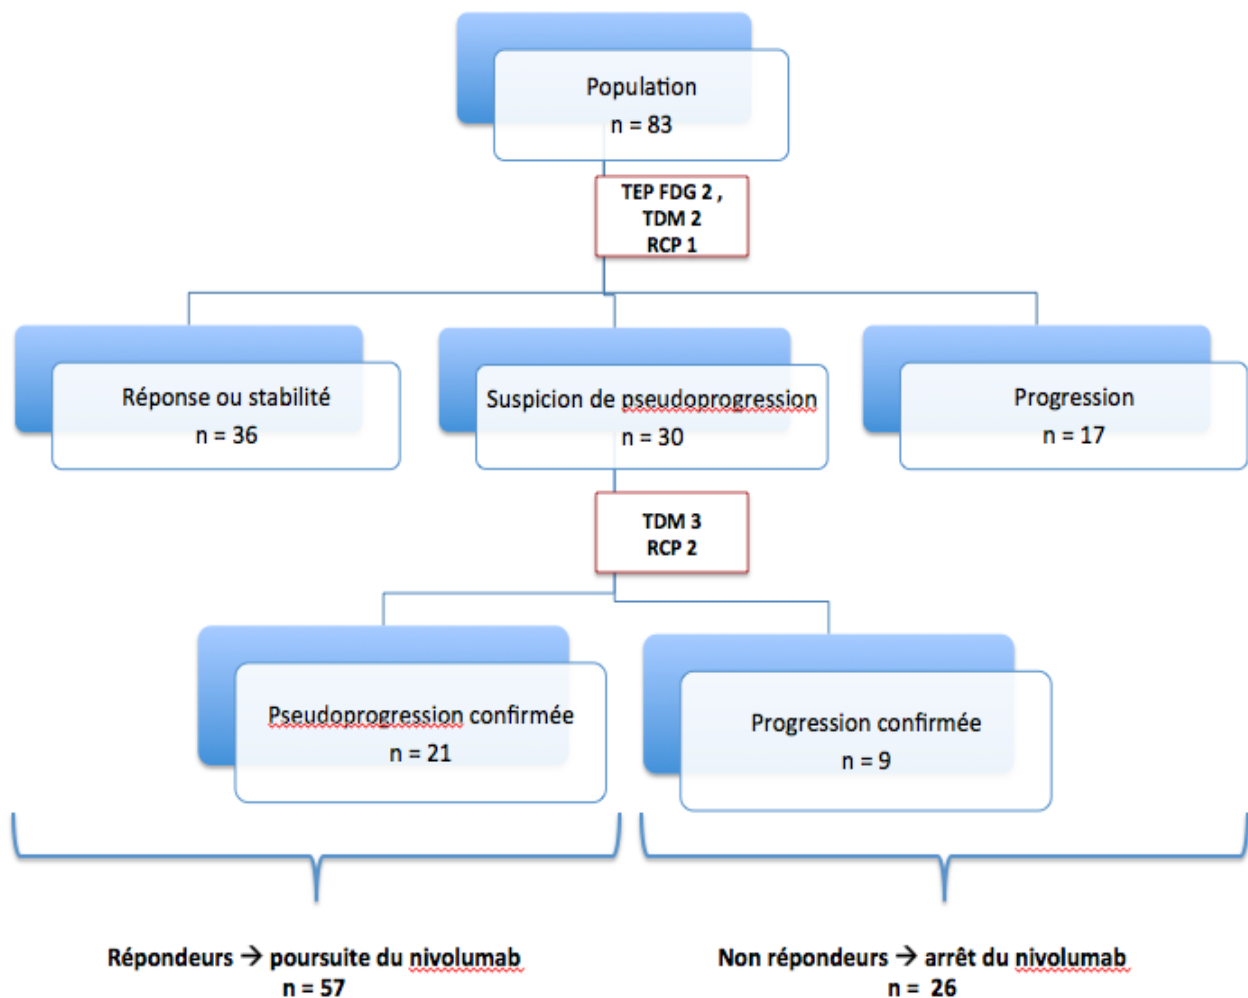 Population
n = 83
TEP FDG 2 ,
TDM 2
RCP 1
Réponse ou stabilité
n = 36
Suspicion de pseudoprogression
n = 30
Progression
n = 17
TDM 3
RCP 2
Pseudoprogression confirmée
n = 21
Progression confirmée
n = 9
Répondeurs → poursuite du nivolumab
n = 57
Non répondeurs → arrêt du nivolumab
n = 26